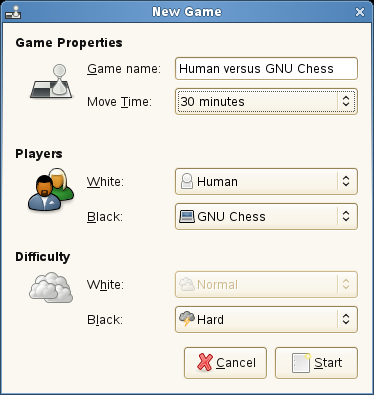 New Game
Game Properties
Game name: Human versus GNU Chess
Move Time: 30 minutes
Players
White: Human
Black: GNU Chess
Difficulty
White: Normal
Black: Hard
Cancel Start